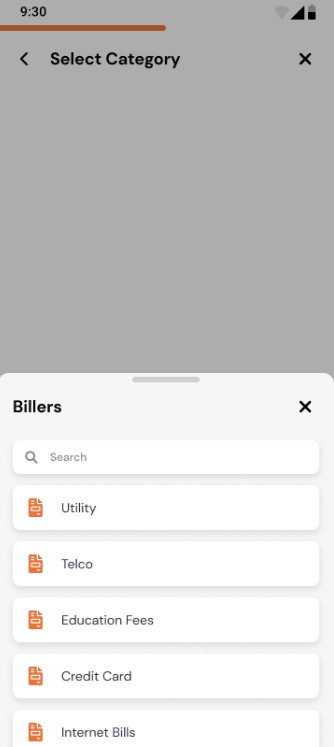 9:30
Select Category
Billers
Search
Utility
Telco
Education Fees
Credit Card
Internet Bills